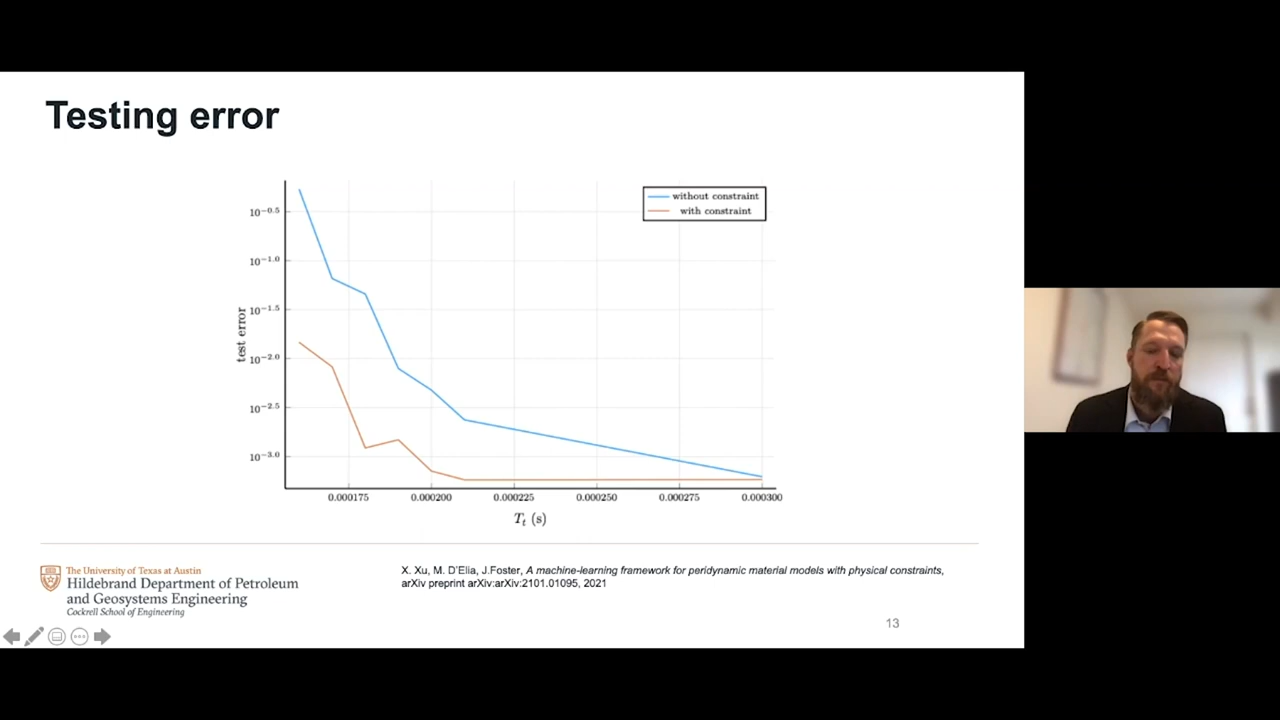 Testing error
without constraint
with constraint
10^−0.5
10^−1.0
10^−1.5
10^−2.0
10^−2.5
10^−3.0
test error
0.000175 0.000200 0.000225 0.000250 0.000275 0.000300
T_t (s)
The University of Texas at Austin
Hildebrand Department of Petroleum
and Geosystems Engineering
Cockrell School of Engineering
X. Xu, M. D'Elia, J.Foster, A machine-learning framework for peridynamic material models with physical constraints,
arXiv preprint arXiv:arXiv:2101.01095, 2021
13